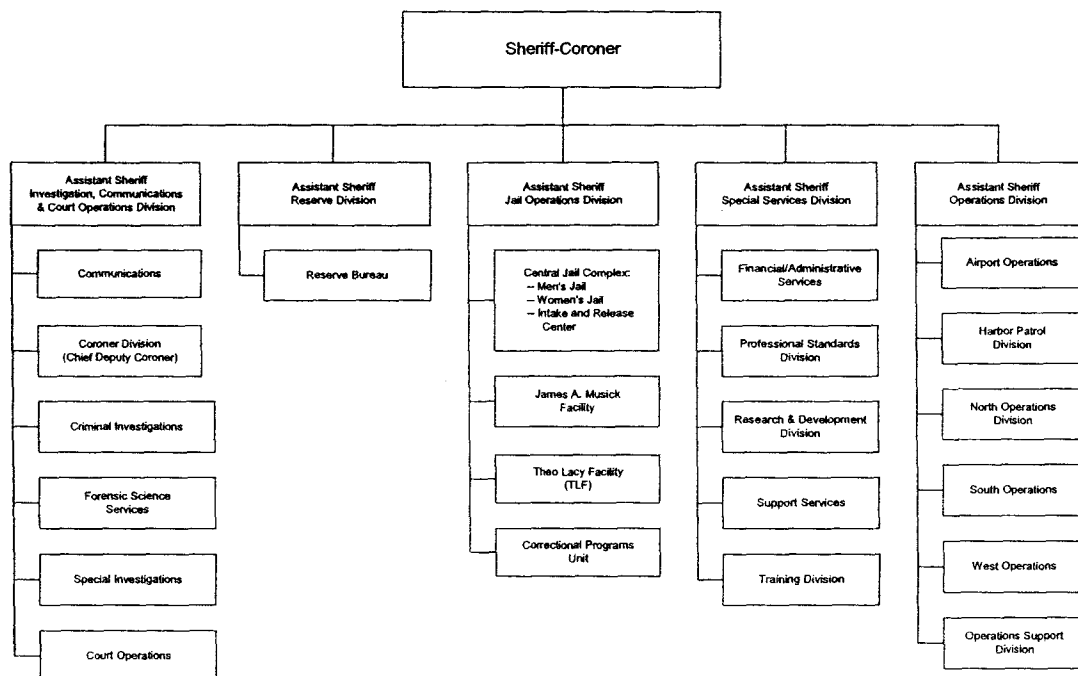 Sheriff-Coroner
Assistant Sheriff
Investigation, Communications
& Court Operations Division
Communications
Coroner Division
(Chief Deputy Coroner)
Criminal Investigations
Forensic Science
Services
Special Investigations
Court Operations
Assistant Sheriff
Reserve Division
Reserve Bureau
Assistant Sheriff
Jail Operations Division
Central Jail Complex:
-- Men's Jail
-- Women's Jail
-- Intake and Release
Center
James A. Musick
Facility
Theo Lacy Facility
(TLF)
Correctional Programs
Unit
Assistant Sheriff
Special Services Division
Financial/Administrative
Services
Professional Standards
Division
Research & Development
Division
Support Services
Training Division
Assistant Sheriff
Operations Division
Airport Operations
Harbor Patrol
Division
North Operations
Division
South Operations
West Operations
Operations Support
Division